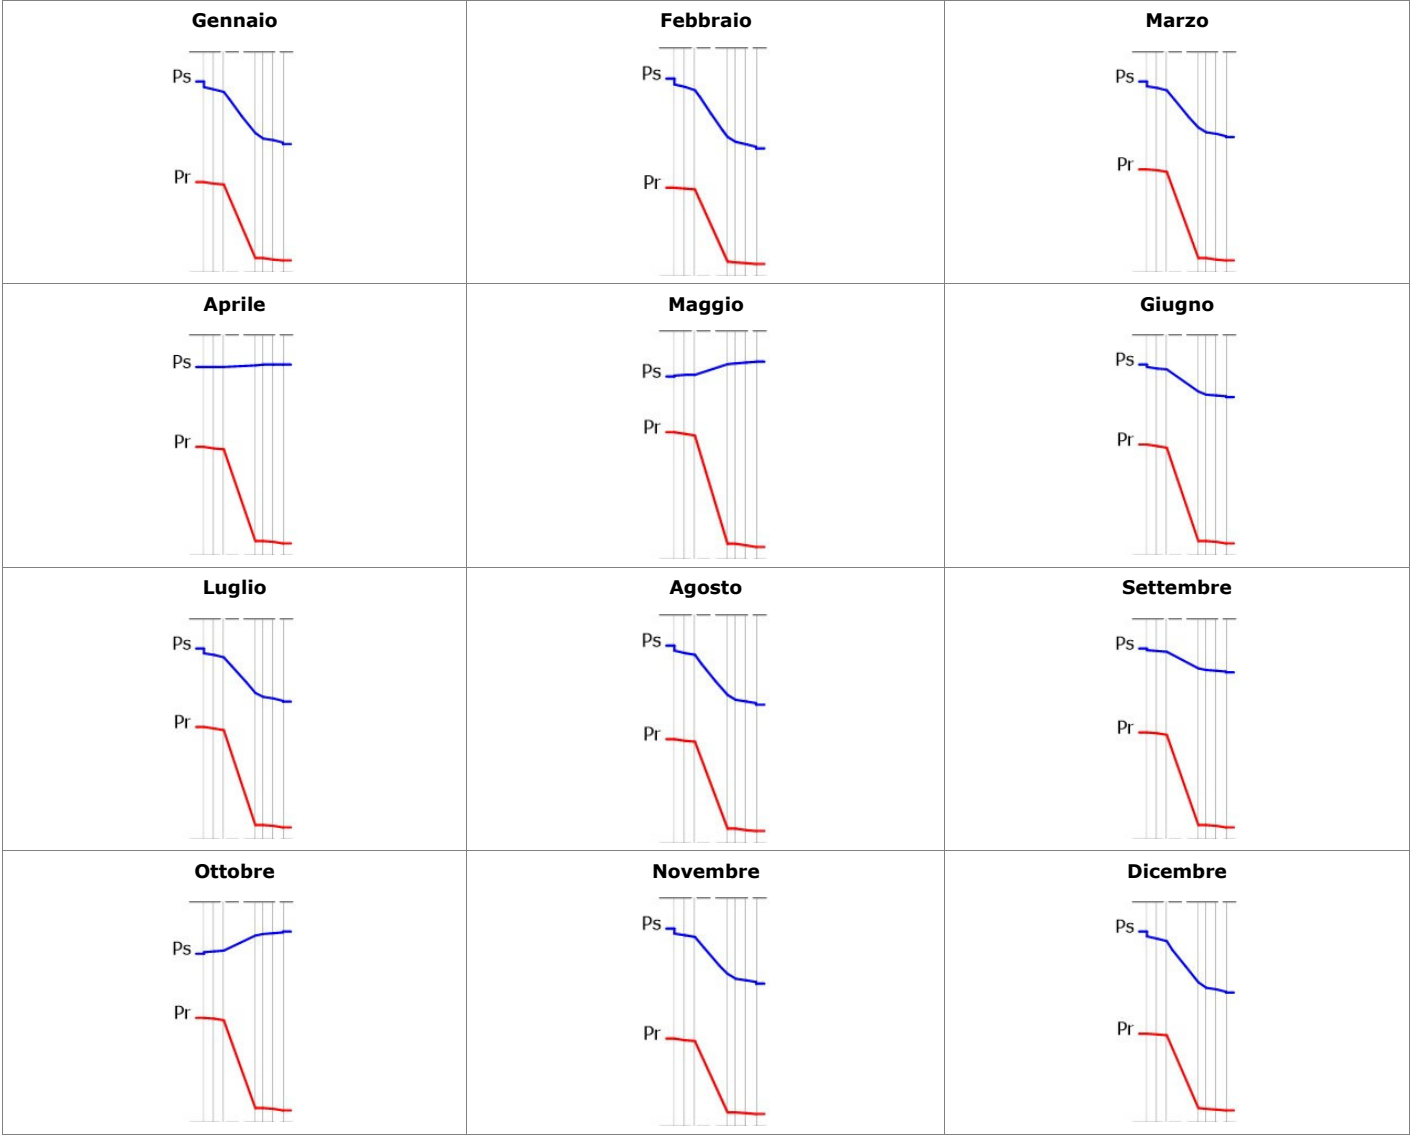 Gennaio
Febbraio
Marzo
Ps
Pr
Ps
Pr
Ps
Pr
Aprile
Maggio
Giugno
Ps
Pr
Ps
Pr
Ps
Pr
Luglio
Agosto
Settembre
Ps
Pr
Ps
Pr
Ps
Pr
Ottobre
Novembre
Dicembre
Ps
Pr
Ps
Pr
Ps
Pr